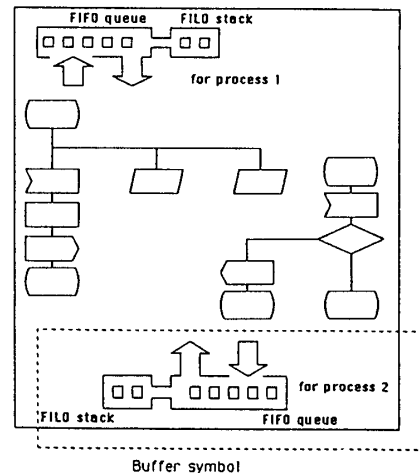 FIFO queue FILO stack
for process 1
for process 2
FILO stack FIFO queue
Buffer symbol